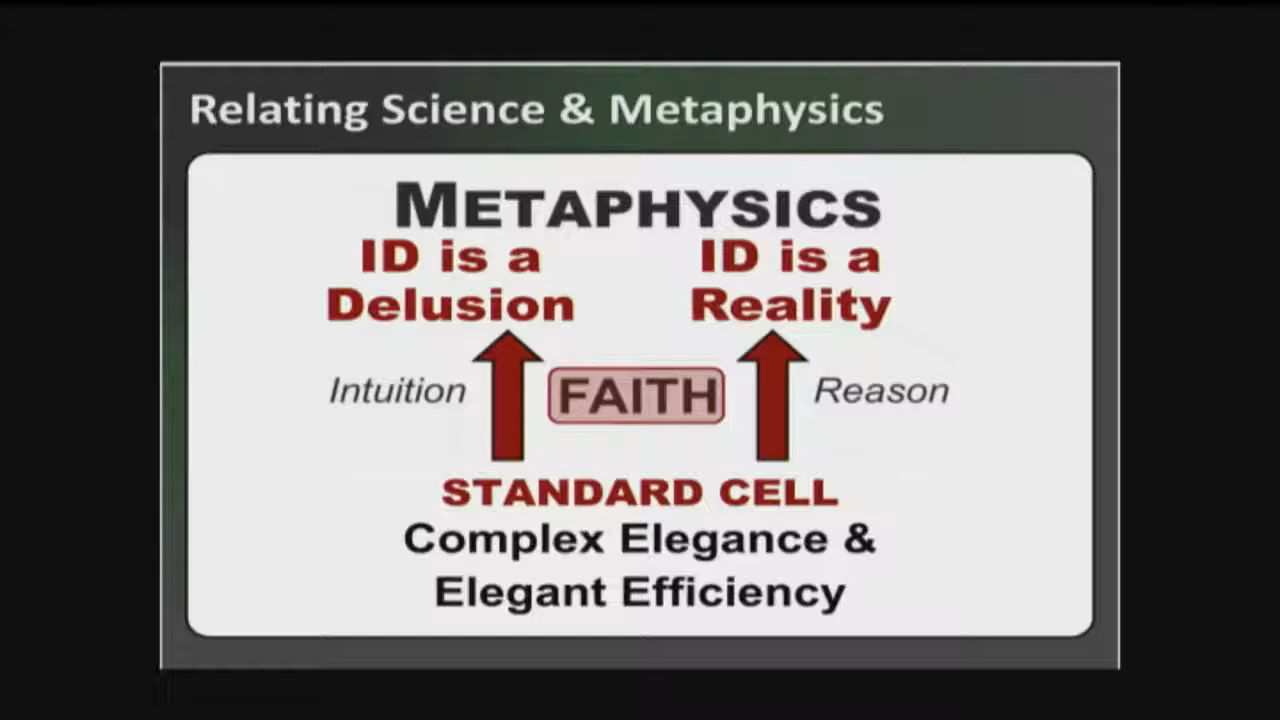 Relating Science & Metaphysics
METAPHYSICS
ID is a ID is a
Delusion Reality
Intuition FAITH Reason
STANDARD CELL
Complex Elegance &
Elegant Efficiency